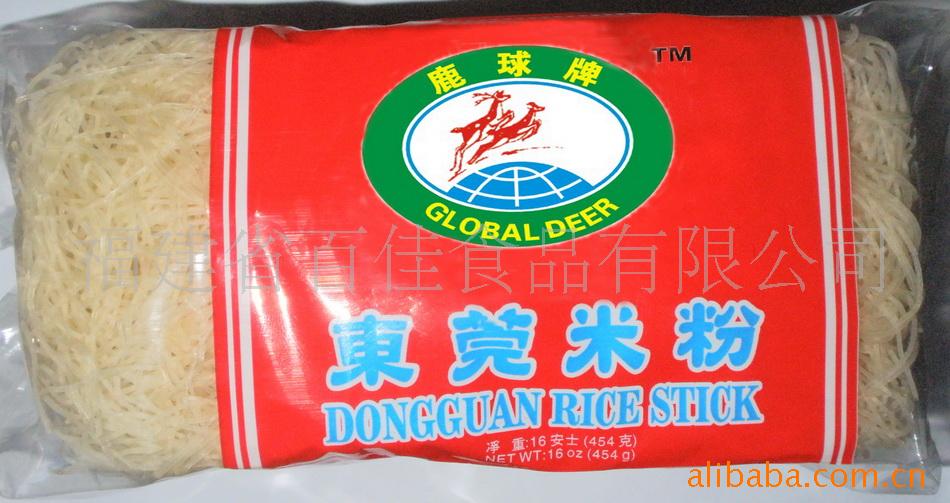 鹿球牌
TM
GLOBAL DEER
福建省百佳食品有限公司
東莞米粉
DONGGUAN RICE STICK
淨 重:16安士(454克)
NET WT:16 oz (454g)
alibaba.com.cn